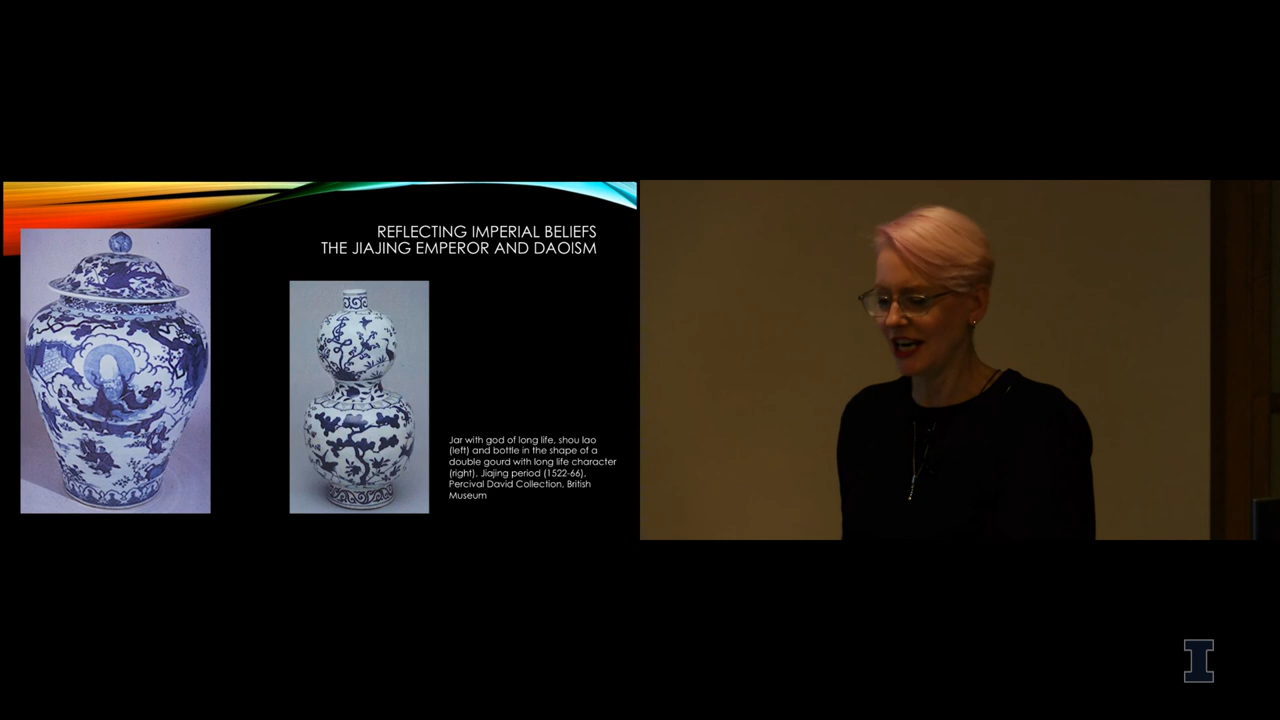 REFLECTING IMPERIAL BELIEFS
THE JIAJING EMPEROR AND DAOISM
Jar with god of long life, shou lao
(left) and bottle in the shape of a
double gourd with long life character
(right), Jiajing period (1522-66),
Percival David Collection, British
Museum
I